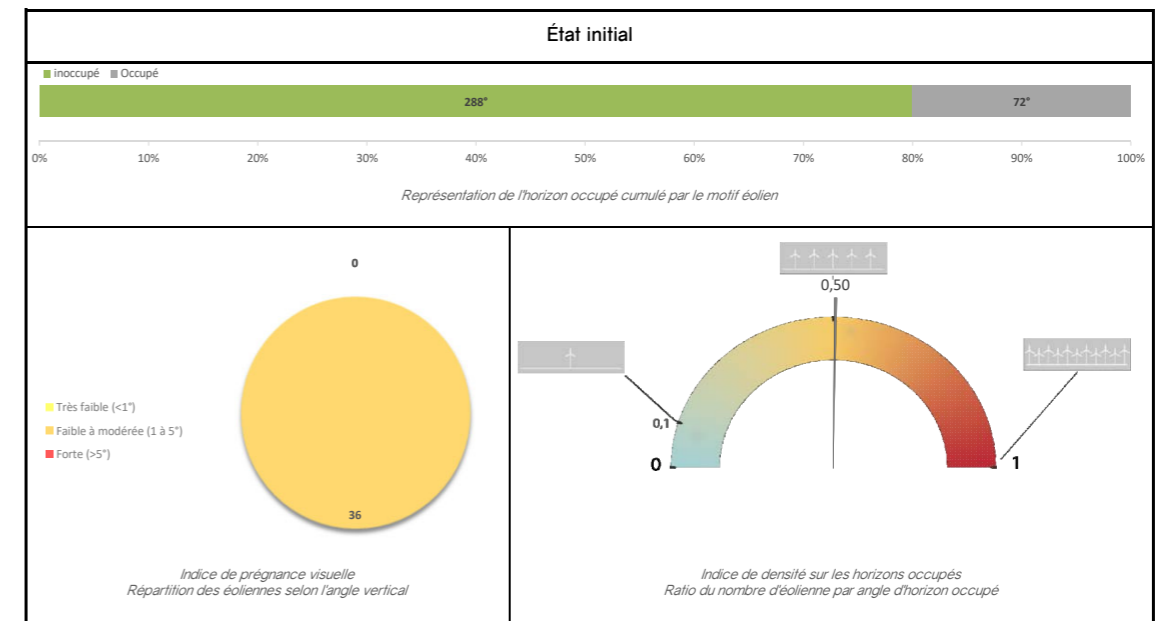 État initial
inoccupé Occupé
288° 72°
0% 10% 20% 30% 40% 50% 60% 70% 80% 90% 100%
Représentation de l'horizon occupé cumulé par le motif éolien
0
Très faible (<1°)
Faible à modérée (1 à 5°)
Forte (>5°)
36
Indice de prégnance visuelle
Répartition des éoliennes selon l'angle vertical
0,50
0,1
0 1
Indice de densité sur les horizons occupés
Ratio du nombre d'éolienne par angle d'horizon occupé